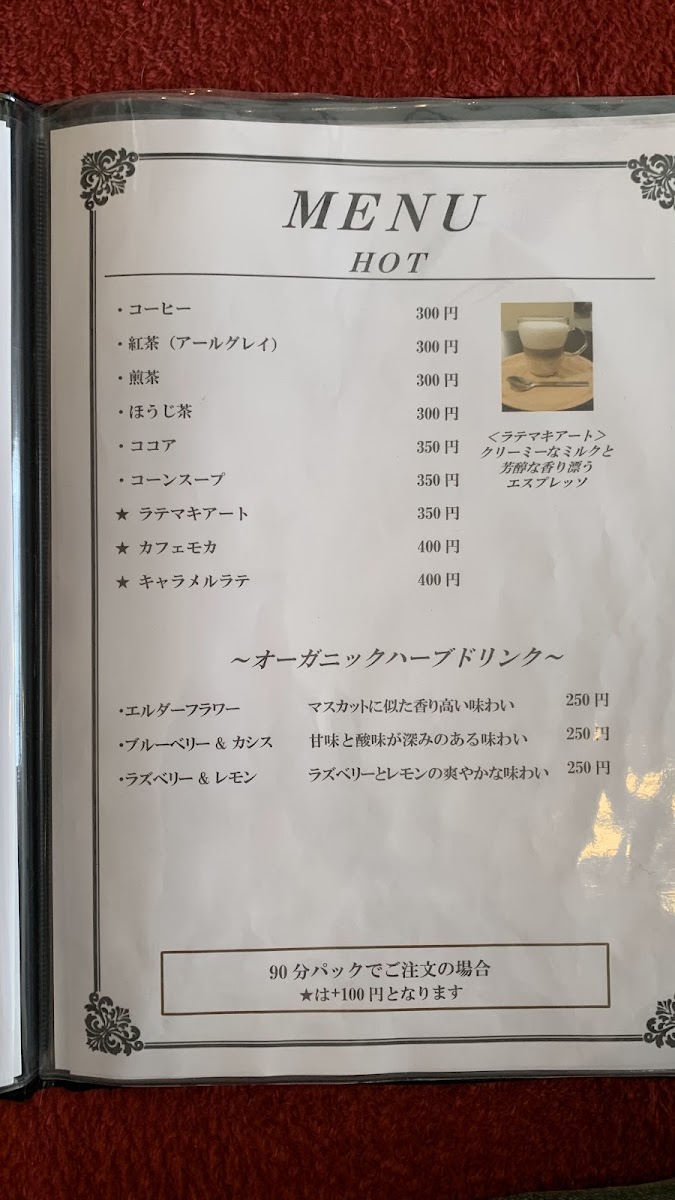 MENU
HOT
・コーヒー 300円
・紅茶（アールグレイ） 300円
・煎茶 300円
・ほうじ茶 300円
・ココア 350円
・コーンスープ 350円
★ ラテマキアート 350円
★ カフェモカ 400円
★ キャラメルラテ 400円
＜ラテマキアート＞
クリーミーなミルクと
芳醇な香り漂う
エスプレッソ
～オーガニックハーブドリンク～
・エルダーフラワー マスカットに似た香り高い味わい 250円
・ブルーベリー & カシス 甘味と酸味が深みのある味わい 250円
・ラズベリー & レモン ラズベリーとレモンの爽やかな味わい 250円
90分パックでご注文の場合
★は+100円となります